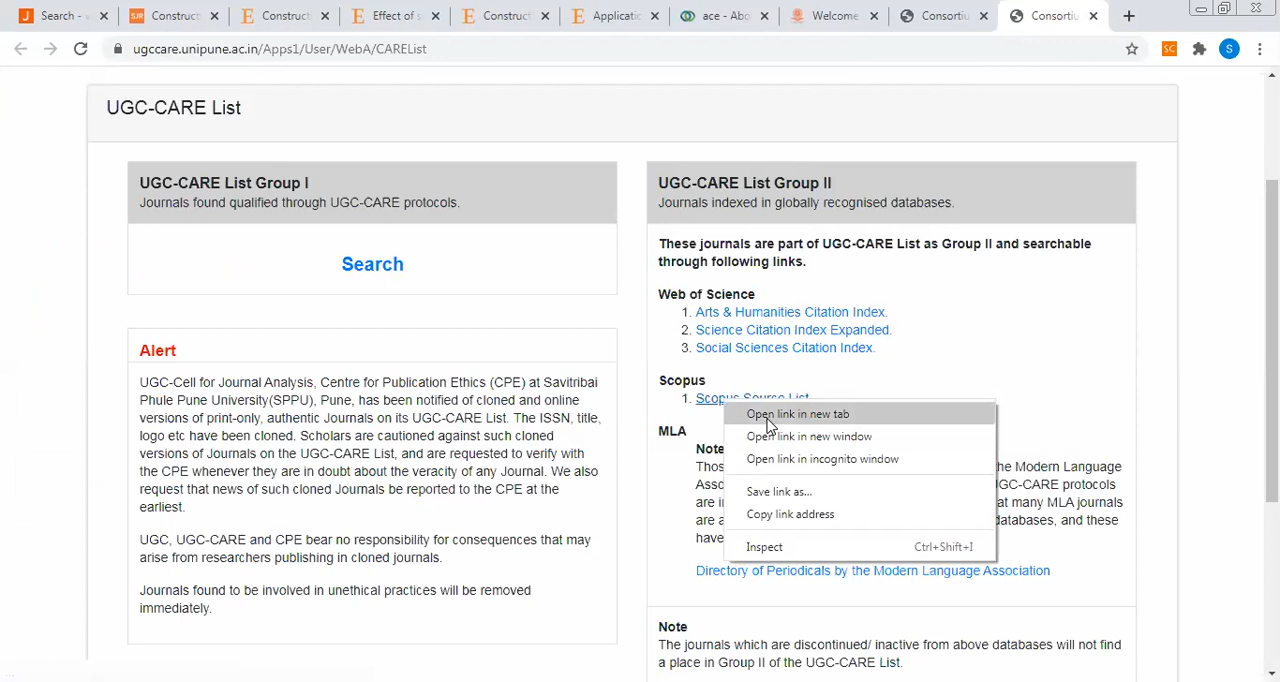 Search -
Construct
Construct
Effect of s
Construct
Applicatio
ace - Abo
Welcome
Consortiu
Consortiu
ugccare.unipune.ac.in/Apps1/User/WebA/CAREList
SC
S
UGC-CARE List
UGC-CARE List Group I
Journals found qualified through UGC-CARE protocols.
Search
Alert
UGC-Cell for Journal Analysis, Centre for Publication Ethics (CPE) at Savitribai
Phule Pune University(SPPU), Pune, has been notified of cloned and online
versions of print-only, authentic Journals on its UGC-CARE List. The ISSN, title,
logo etc have been cloned. Scholars are cautioned against such cloned
versions of Journals on the UGC-CARE List, and are requested to verify with
the CPE whenever they are in doubt about the veracity of any Journal. We also
request that news of such cloned Journals be reported to the CPE at the
earliest.
UGC, UGC-CARE and CPE bear no responsibility for consequences that may
arise from researchers publishing in cloned journals.
Journals found to be involved in unethical practices will be removed
immediately.
UGC-CARE List Group II
Journals indexed in globally recognised databases.
These journals are part of UGC-CARE List as Group II and searchable
through following links.
Web of Science
1. Arts & Humanities Citation Index.
2. Science Citation Index Expanded.
3. Social Sciences Citation Index.
Scopus
1. Scopus Source List
MLA
Open link in new tab
Open link in new window
Open link in incognito window
Save link as...
Copy link address
Inspect Ctrl+Shift+I
Note
Thos he Modern Language
Asso GC-CARE protocols
are i at many MLA journals
are a databases, and these
have
Directory of Periodicals by the Modern Language Association
Note
The journals which are discontinued/ inactive from above databases will not find
a place in Group II of the UGC-CARE List.